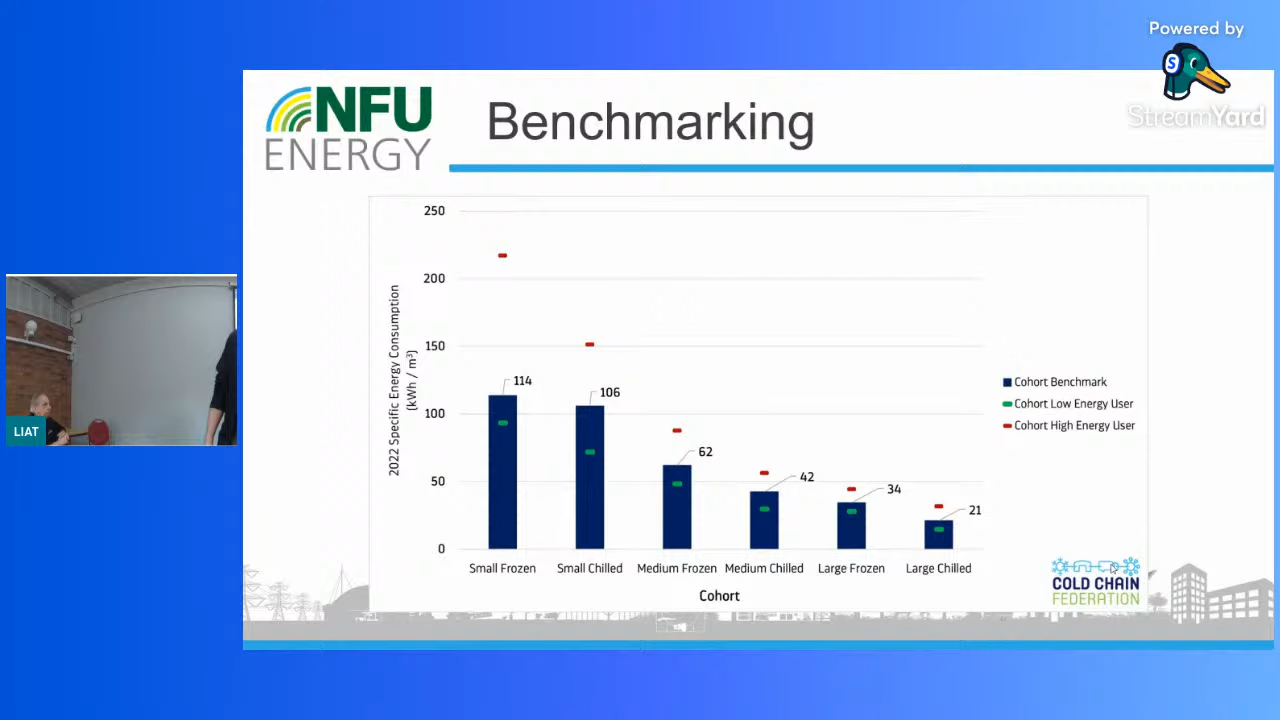 Powered by
StreamYard
NFU
ENERGY
Benchmarking
250
200
150
100
50
0
2022 Specific Energy Consumption
(kWh / m³)
114
106
62
42
34
21
Small Frozen
Small Chilled
Medium Frozen
Medium Chilled
Large Frozen
Large Chilled
Cohort
Cohort Benchmark
Cohort Low Energy User
Cohort High Energy User
COLD CHAIN
FEDERATION
LIAT
S